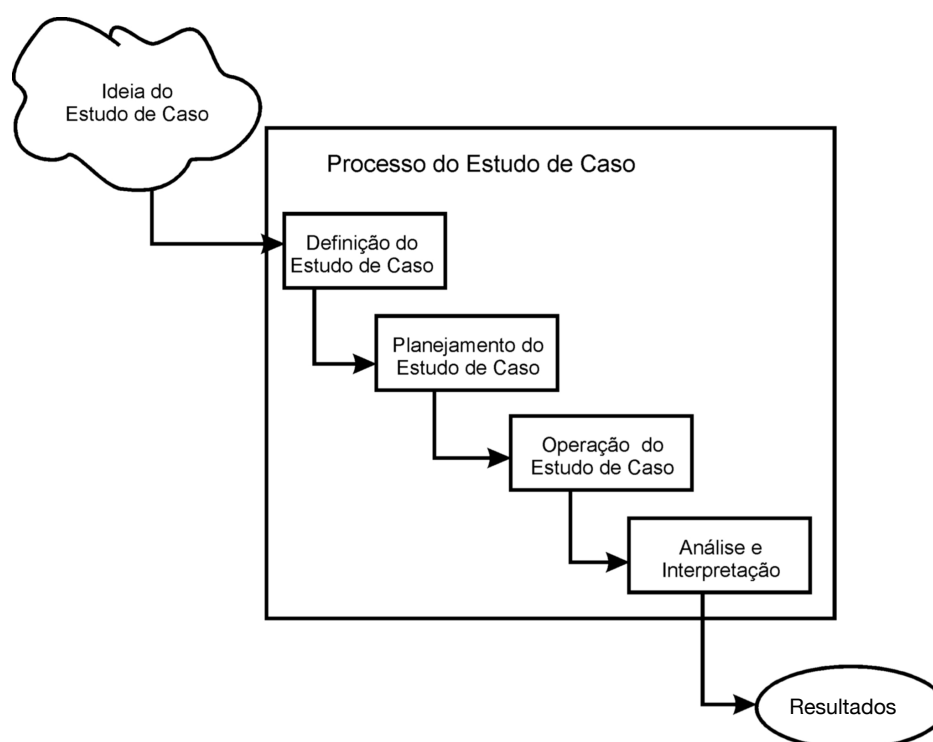 Ideia do
Estudo de Caso
Processo do Estudo de Caso
Definição do
Estudo de Caso
Planejamento do
Estudo de Caso
Operação do
Estudo de Caso
Análise e
Interpretação
Resultados